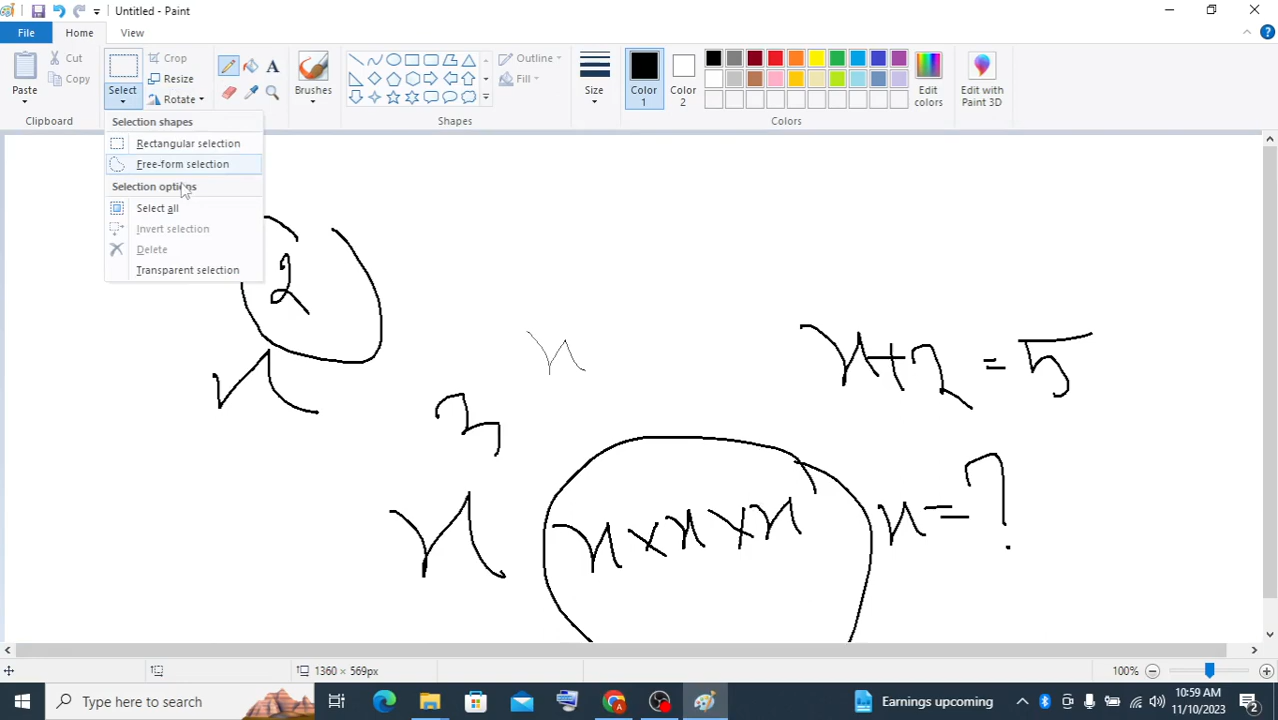 Untitled - Paint
File Home View
Paste
Cut
Copy
Clipboard
Select
Crop
Resize
Rotate
Brushes
Shapes
Outline
Fill
Size
Color 1
Color 2
Edit colors
Colors
Edit with Paint 3D
Selection shapes
Rectangular selection
Free-form selection
Selection options
Select all
Invert selection
Delete
Transparent selection
2
x
x
x+2 = 5
3
x
x×x×x
x=?
1360 × 569px
100%
Type here to search
Earnings upcoming
10:59 AM
11/10/2023
2